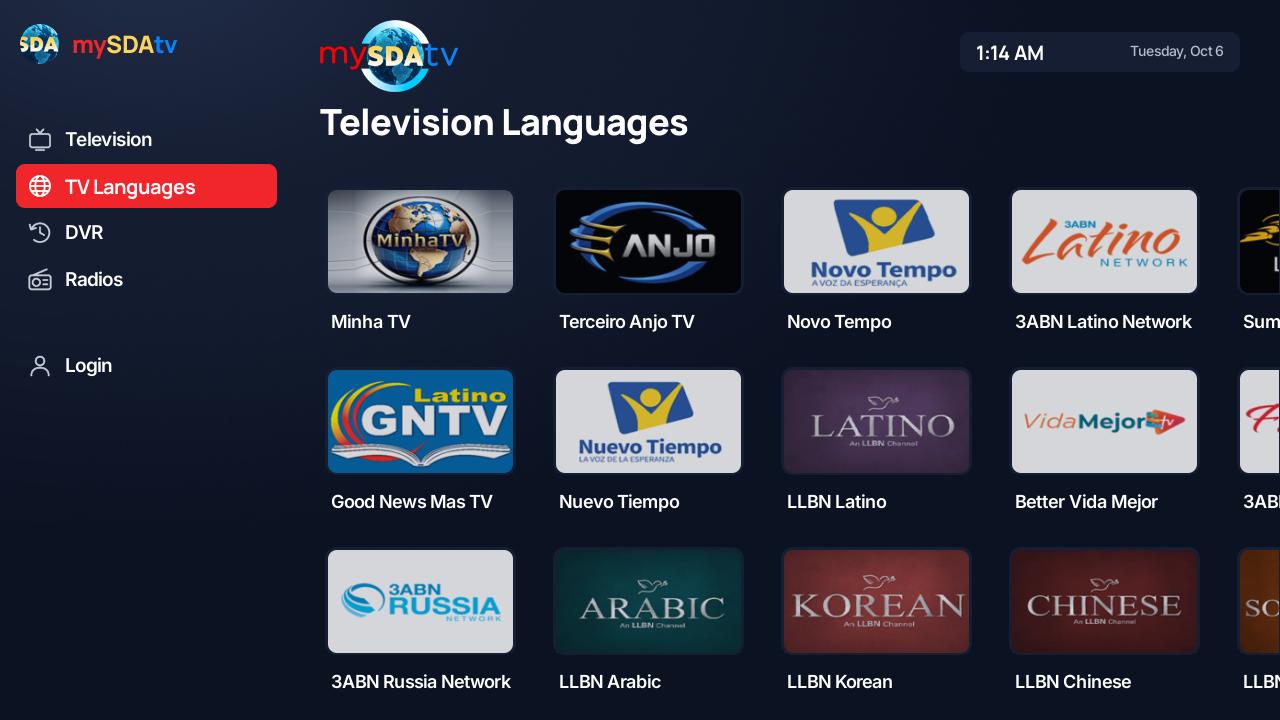 SDA mySDAtv
mySDAtv
1:14 AM Tuesday, Oct 6
Television Languages
Television
TV Languages
DVR
Radios
Login
MinhaTV
ANJO
Novo Tempo
A VOZ DA ESPERANÇA
3ABN
Latino
NETWORK
Minha TV
Terceiro Anjo TV
Novo Tempo
3ABN Latino Network
Sum
Latino
GNTV
Nuevo Tiempo
LA VOZ DE LA ESPERANZA
LATINO
An LLBN Channel
VidaMejor tv
Good News Mas TV
Nuevo Tiempo
LLBN Latino
Better Vida Mejor
3AB
3ABN
RUSSIA
NETWORK
ARABIC
An LLBN Channel
KOREAN
An LLBN Channel
CHINESE
An LLBN Channel
SO
3ABN Russia Network
LLBN Arabic
LLBN Korean
LLBN Chinese
LLBN